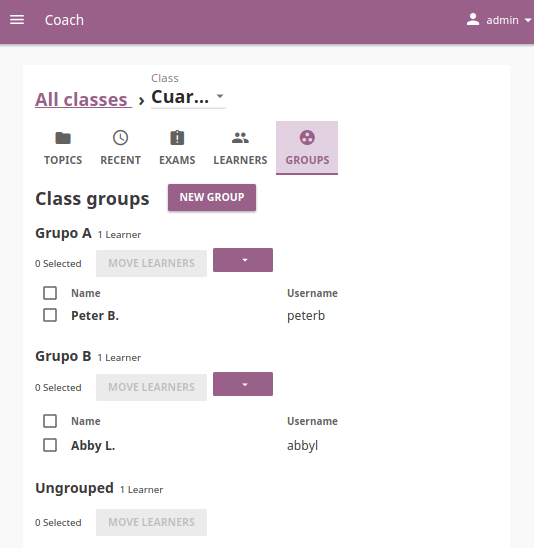 Coach
admin
Class
All classes › Cuar...
TOPICS RECENT EXAMS LEARNERS GROUPS
Class groups NEW GROUP
Grupo A 1 Learner
0 Selected MOVE LEARNERS
Name Username
Peter B. peterb
Grupo B 1 Learner
0 Selected MOVE LEARNERS
Name Username
Abby L. abbyl
Ungrouped 1 Learner
0 Selected MOVE LEARNERS